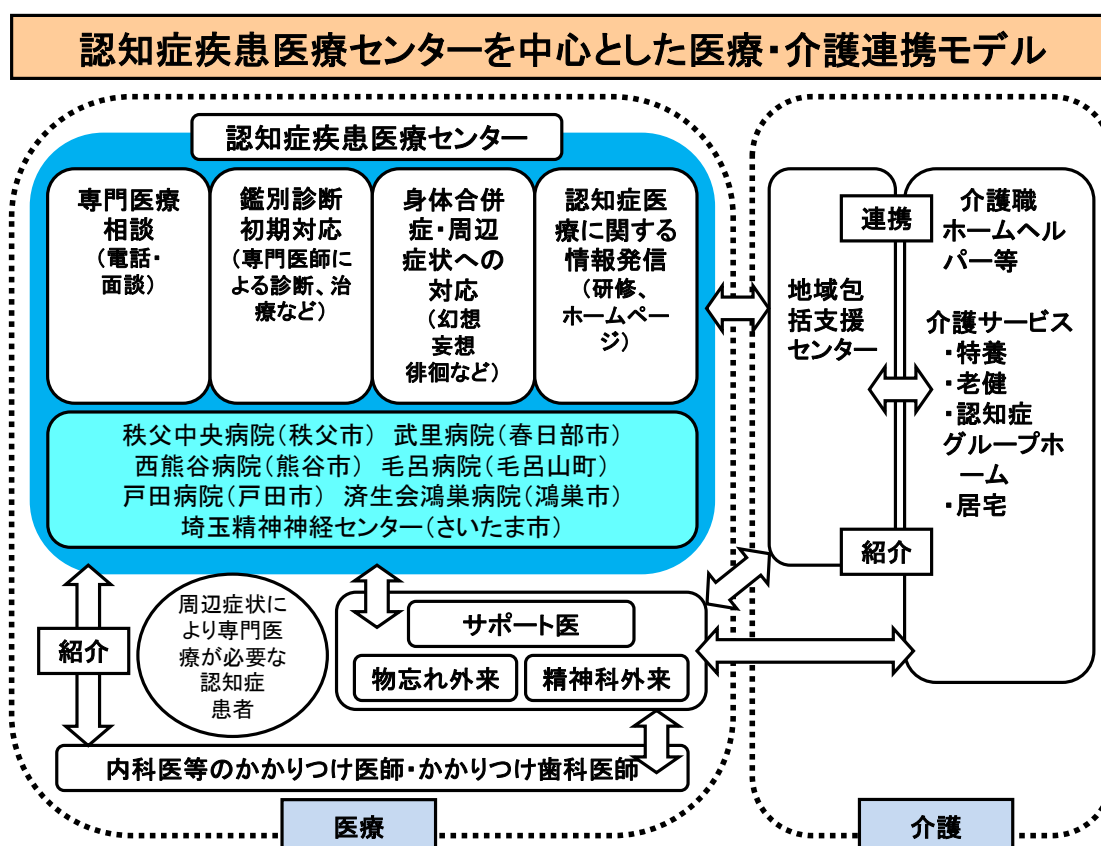 認知症疾患医療センターを中心とした医療・介護連携モデル
認知症疾患医療センター
専門医療
相談
（電話・
面談）
鑑別診断
初期対応
（専門医師に
よる診断、治
療など）
身体合併
症・周辺
症状への
対応
（幻想
妄想
徘徊など）
認知症医
療に関する
情報発信
（研修、
ホームペー
ジ）
秩父中央病院（秩父市）　武里病院（春日部市）
西熊谷病院（熊谷市）　毛呂病院（毛呂山町）
戸田病院（戸田市）　済生会鴻巣病院（鴻巣市）
埼玉精神神経センター（さいたま市）
紹介
周辺症状に
より専門医
療が必要な
認知症
患者
サポート医
物忘れ外来
精神科外来
内科医等のかかりつけ医師・かかりつけ歯科医師
医療
地域包
括支援
センター
連携
紹介
介護職
ホームヘル
パー等
介護サービス
・特養
・老健
・認知症
グループホ
ーム
・居宅
介護